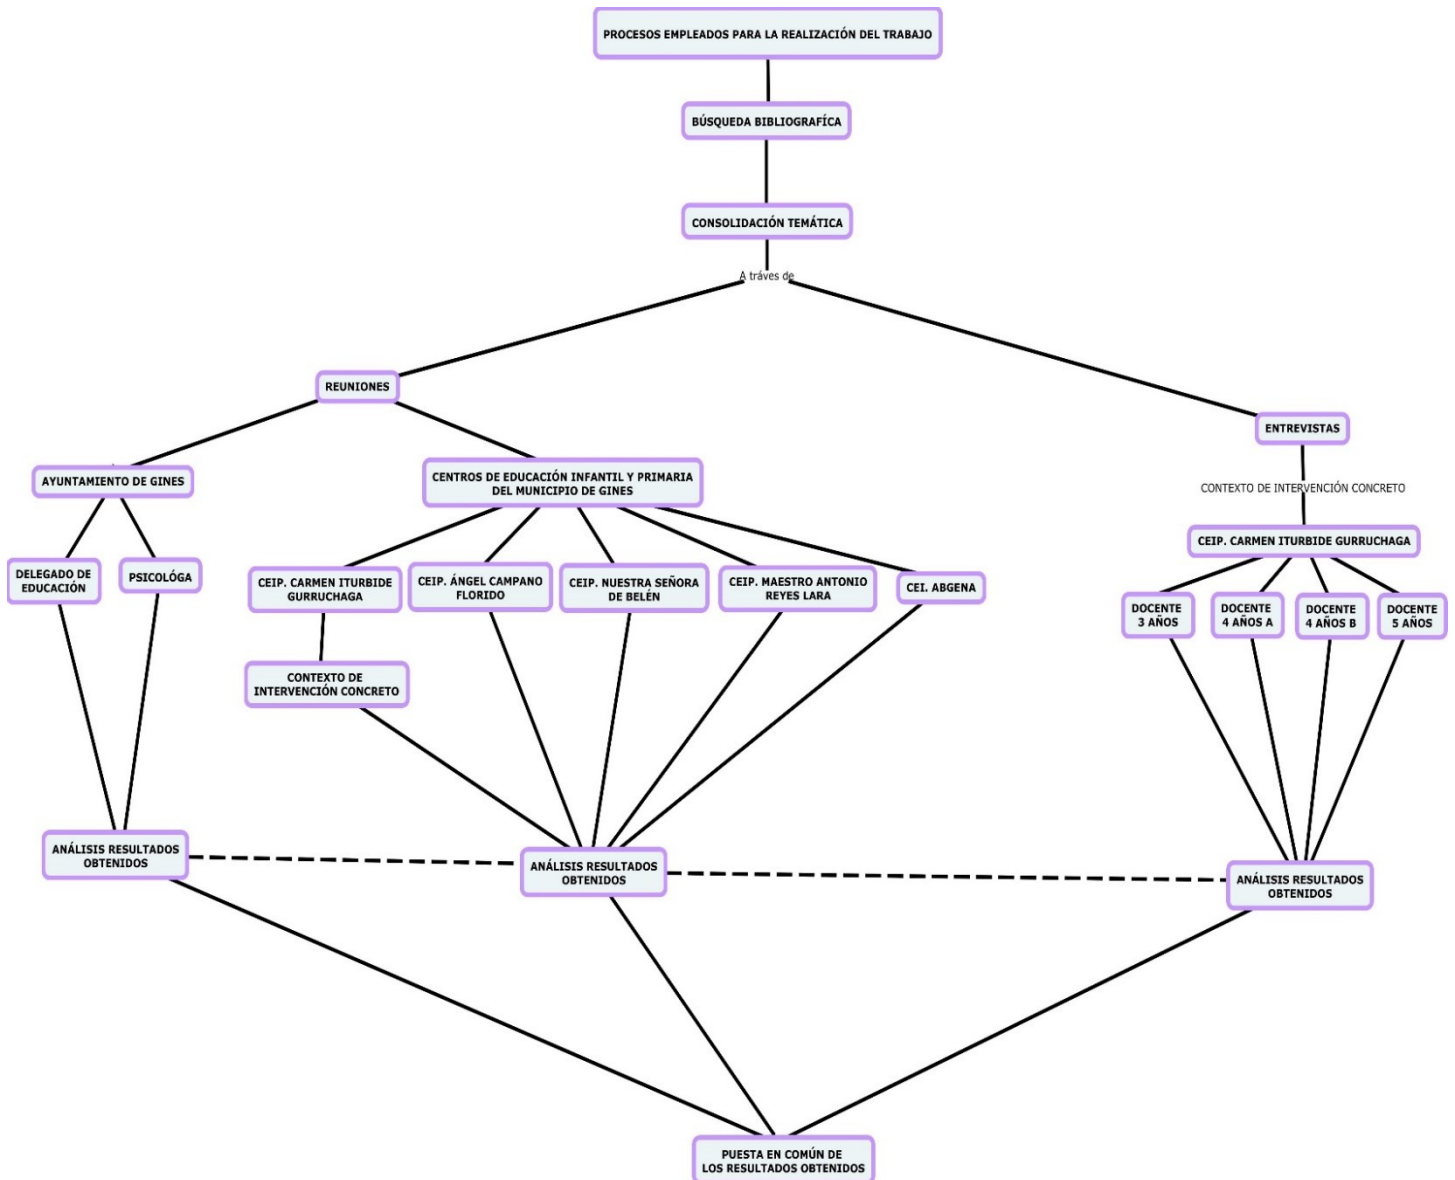 PROCESOS EMPLEADOS PARA LA REALIZACIÓN DEL TRABAJO
BÚSQUEDA BIBLIOGRAFÍCA
CONSOLIDACIÓN TEMÁTICA
A tráves de
REUNIONES
ENTREVISTAS
AYUNTAMIENTO DE GINES
CENTROS DE EDUCACIÓN INFANTIL Y PRIMARIA
DEL MUNICIPIO DE GINES
CONTEXTO DE INTERVENCIÓN CONCRETO
CEIP. CARMEN ITURBIDE GURRUCHAGA
DELEGADO DE
EDUCACIÓN
PSICOLÓGA
CEIP. CARMEN ITURBIDE
GURRUCHAGA
CEIP. ÁNGEL CAMPANO
FLORIDO
CEIP. NUESTRA SEÑORA
DE BELÉN
CEIP. MAESTRO ANTONIO
REYES LARA
CEI. ABGENA
DOCENTE
3 AÑOS
DOCENTE
4 AÑOS A
DOCENTE
4 AÑOS B
DOCENTE
5 AÑOS
CONTEXTO DE
INTERVENCIÓN CONCRETO
ANÁLISIS RESULTADOS
OBTENIDOS
ANÁLISIS RESULTADOS
OBTENIDOS
ANÁLISIS RESULTADOS
OBTENIDOS
PUESTA EN COMÚN DE
LOS RESULTADOS OBTENIDOS